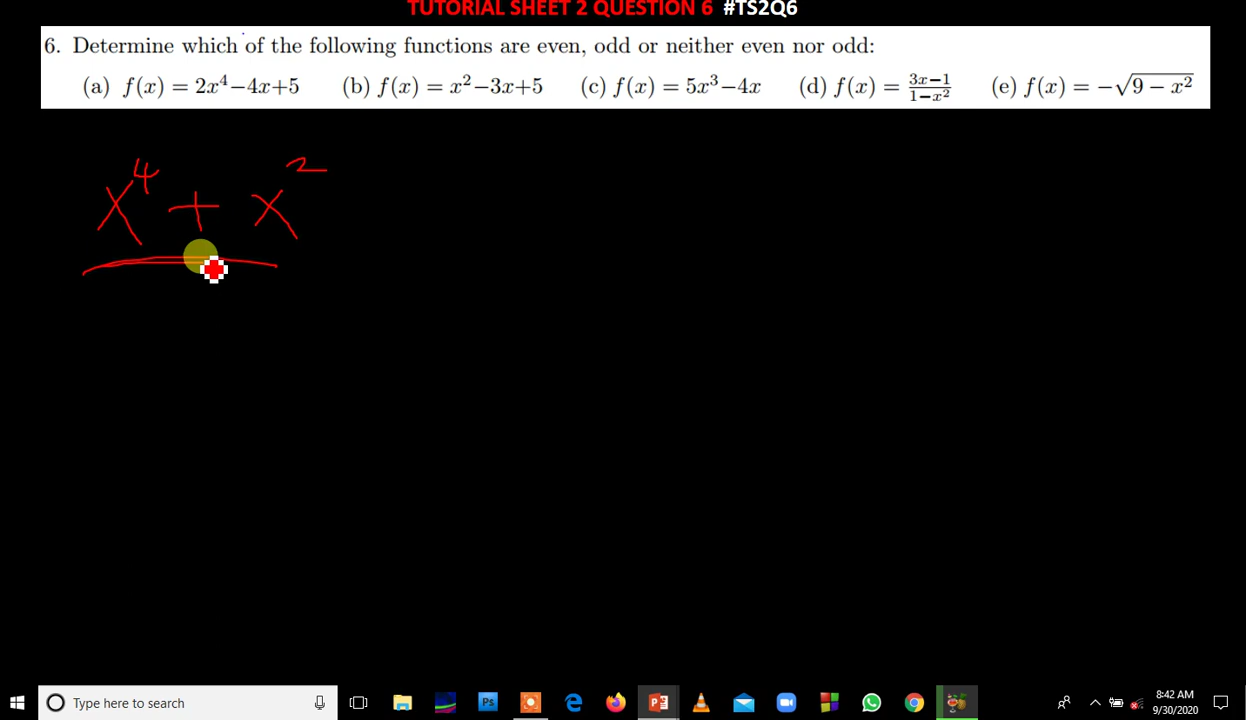 TUTORIAL SHEET 2 QUESTION 6 #TS2Q6
6. Determine which of the following functions are even, odd or neither even nor odd:
(a) f(x) = 2x⁴−4x+5 (b) f(x) = x²−3x+5 (c) f(x) = 5x³−4x (d) f(x) = (3x−1)/(1−x²) (e) f(x) = −√(9 − x²)
x⁴ + x²
Type here to search
8:42 AM
9/30/2020